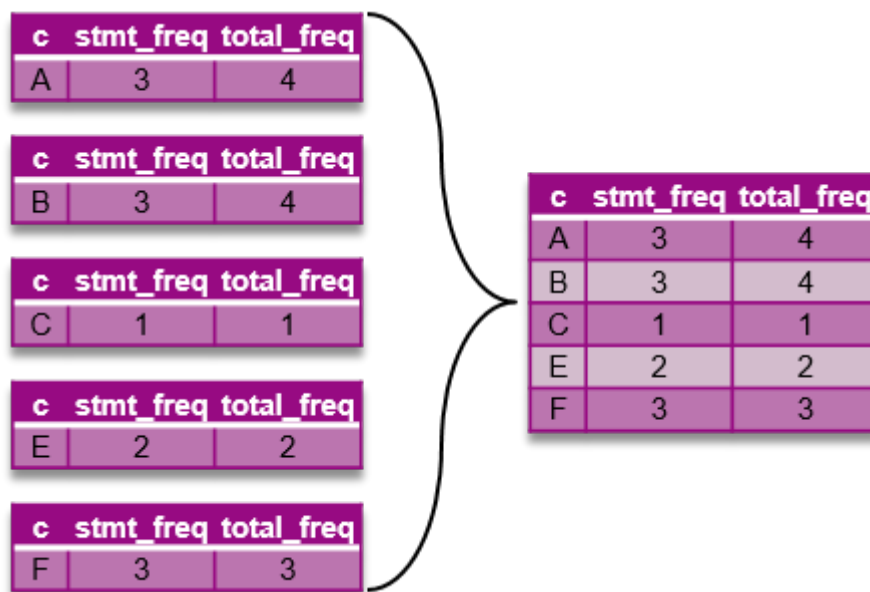 c stmt_freq total_freq
A 3 4
c stmt_freq total_freq
B 3 4
c stmt_freq total_freq
C 1 1
c stmt_freq total_freq
E 2 2
c stmt_freq total_freq
F 3 3
c stmt_freq total_freq
A 3 4
B 3 4
C 1 1
E 2 2
F 3 3